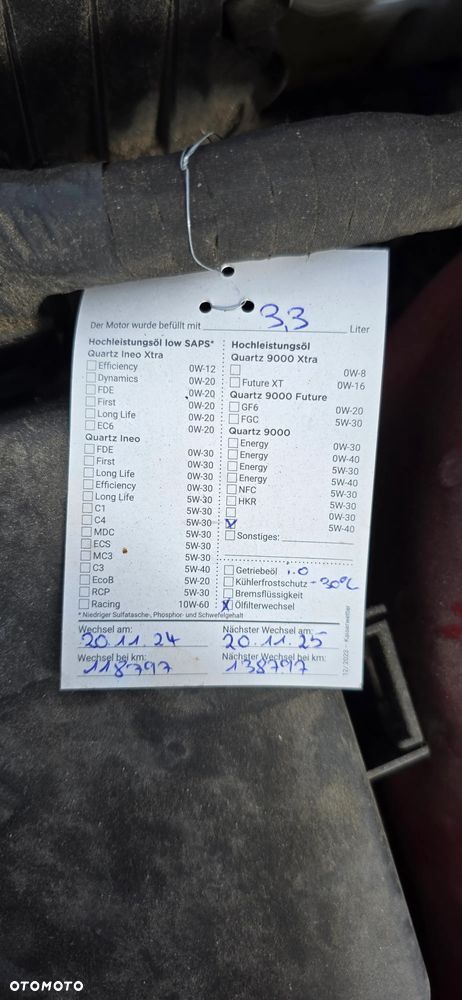 Der Motor wurde befüllt mit 3,3 Liter
Hochleistungsöl low SAPS*
Quartz Ineo Xtra
Efficiency 0W-12
Dynamics 0W-20
FDE 0W-20
First 0W-20
Long Life 0W-20
EC6 0W-20
Quartz Ineo
FDE 0W-30
First 0W-30
Long Life 0W-30
Efficiency 0W-30
Long Life 5W-30
C1 5W-30
C4 5W-30
MDC 5W-30
ECS 5W-30
MC3 5W-30
C3 5W-40
EcoB 5W-20
RCP 5W-30
Racing 10W-60
Hochleistungsöl
Quartz 9000 Xtra
0W-8
Future XT 0W-16
Quartz 9000 Future
GF6 0W-20
FGC 5W-30
Quartz 9000
Energy 0W-30
Energy 0W-40
Energy 5W-30
Energy 5W-40
NFC 5W-30
HKR 5W-30
0W-30
X 5W-40
Sonstiges:
Getriebeöl i.O
Kühlerfrostschutz -30°C
Bremsflüssigkeit
X Ölfilterwechsel
* Niedriger Sulfatasche-, Phosphor- und Schwefelgehalt
Wechsel am: 20.11.24
Nächster Wechsel am: 20.11.25
Wechsel bei km: 118797
Nächster Wechsel bei km: 138797
12/2023 - Kaiserwetter
OTOMOTO